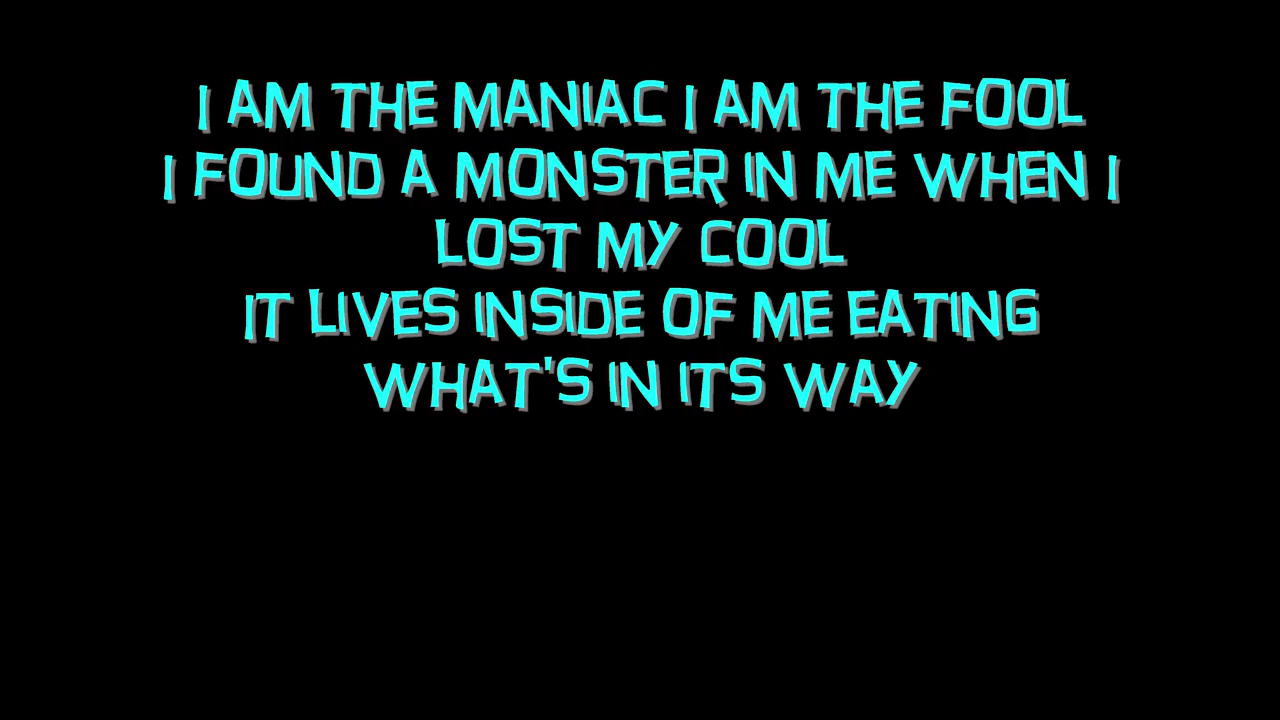 I AM THE MANIAC I AM THE FOOL
I FOUND A MONSTER IN ME WHEN I
LOST MY COOL
IT LIVES INSIDE OF ME EATING
WHAT'S IN ITS WAY